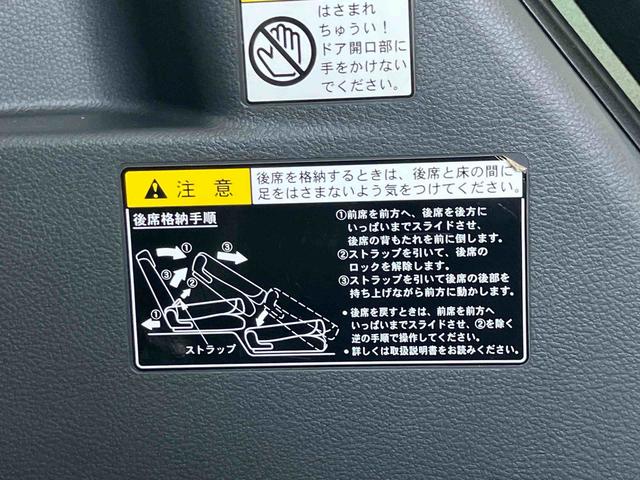 はさまれ
ちゅうい!
ドア開口部に
手をかけない
でください。
注意
後席を格納するときは、後席と床の間に
足をはさまないよう気をつけてください。
後席格納手順
①前席を前方へ、後席を後方に
いっぱいまでスライドさせ、
後席の背もたれを前に倒します。
②ストラップを引いて、後席の
ロックを解除します。
③ストラップを引いて後席の後部を
持ち上げながら前方に動かします。
•後席を戻すときは、前席を前方へ
いっぱいまでスライドさせ、②を除く
逆の手順で操作してください。
•詳しくは取扱説明書をお読みください。
① ③
③ ②
①
ストラップ